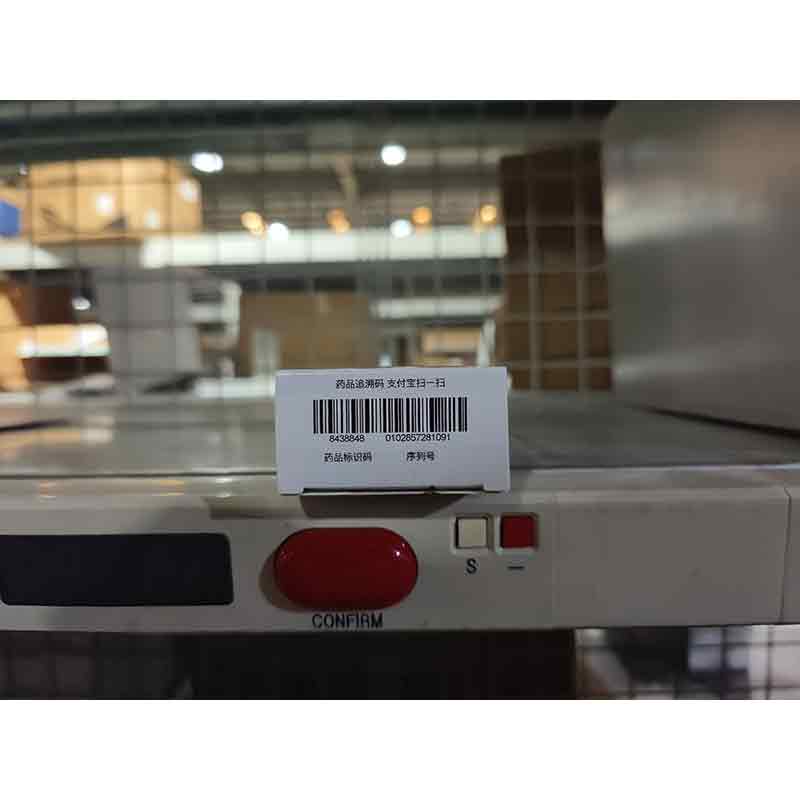 药品追溯码 支付宝扫一扫
8438848 0102857281091
药品标识码 序列号
S —
CONFIRM